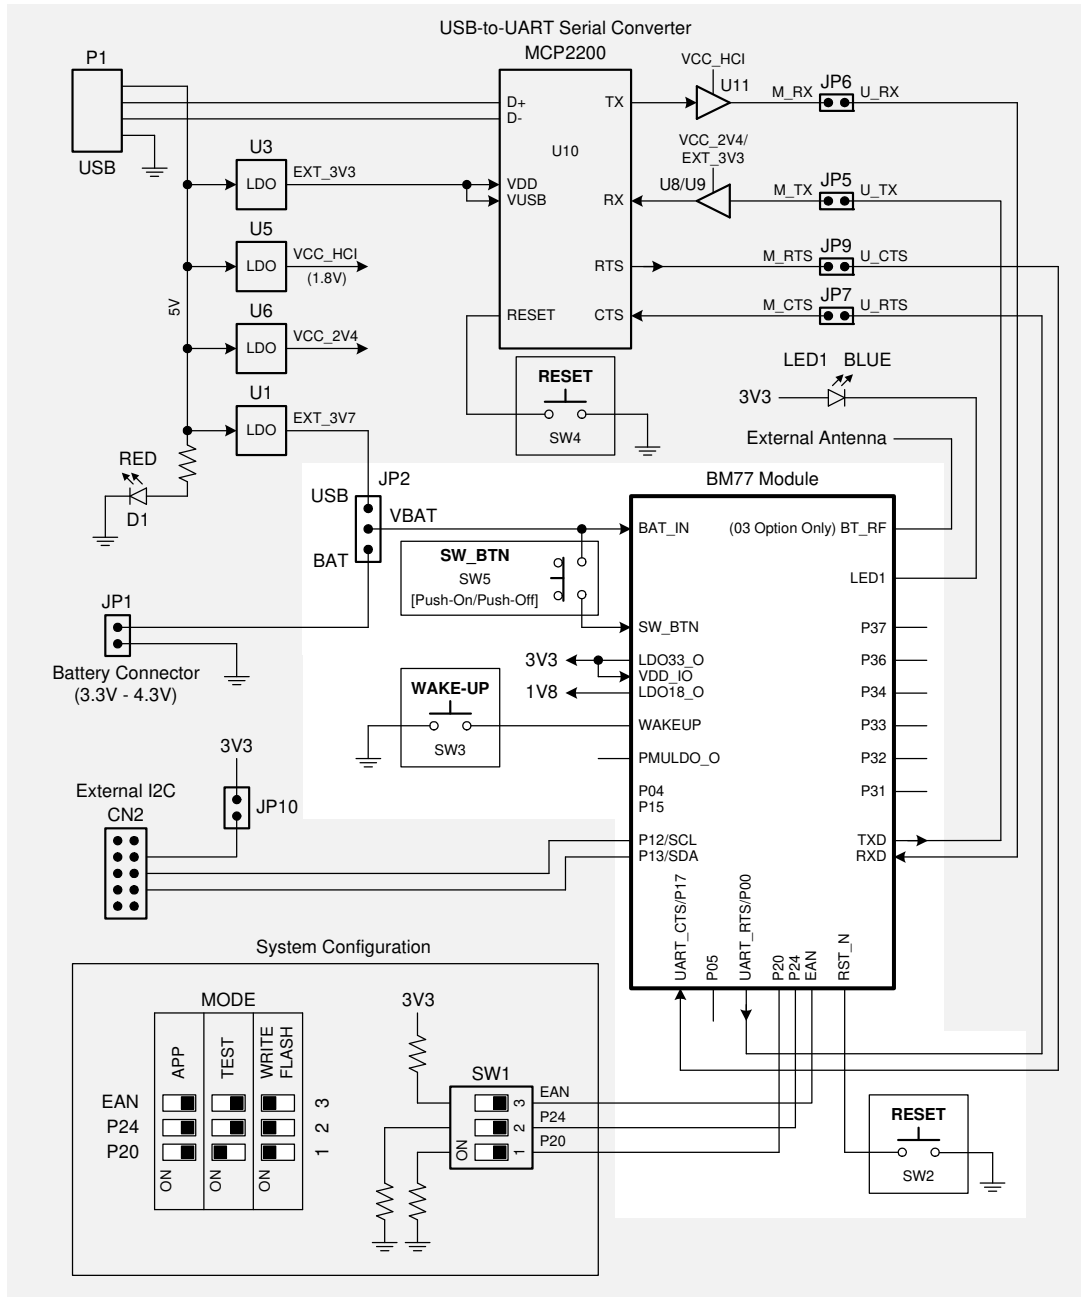 USB-to-UART Serial Converter
MCP2200
P1
USB
D+
D-
TX
U10
VDD
VUSB
RX
RTS
RESET
CTS
VCC_HCI
U11
M_RX
JP6
U_RX
VCC_2V4/
EXT_3V3
U8/U9
M_TX
JP5
U_TX
M_RTS
JP9
U_CTS
M_CTS
JP7
U_RTS
U3
LDO
EXT_3V3
U5
LDO
VCC_HCI
(1.8V)
5V
U6
LDO
VCC_2V4
U1
LDO
EXT_3V7
RED
D1
RESET
SW4
LED1 BLUE
3V3
External Antenna
BM77 Module
JP2
USB
VBAT
BAT
SW_BTN
SW5
[Push-On/Push-Off]
JP1
Battery Connector
(3.3V - 4.3V)
3V3
1V8
WAKE-UP
SW3
BAT_IN
(03 Option Only) BT_RF
LED1
SW_BTN
P37
LDO33_O
P36
VDD_IO
LDO18_O
P34
WAKEUP
P33
PMULDO_O
P32
P04
P31
P15
P12/SCL
TXD
P13/SDA
RXD
UART_CTS/P17
P05
UART_RTS/P00
P20
P24
EAN
RST_N
3V3
JP10
External I2C
CN2
System Configuration
MODE
APP
TEST
WRITE
FLASH
EAN
3
P24
2
P20
1
ON
ON
ON
3V3
SW1
3
EAN
2
P24
ON
1
P20
RESET
SW2